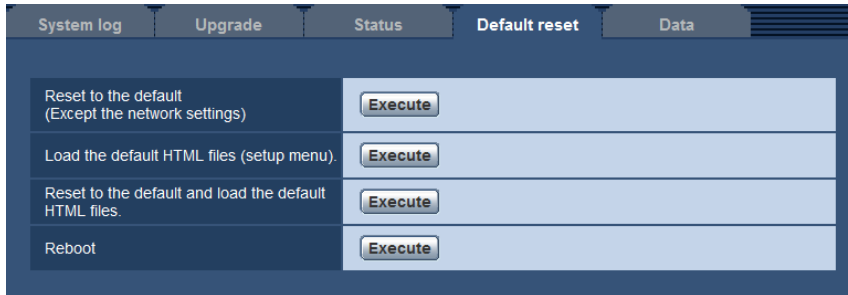 System log Upgrade Status Default reset Data
Reset to the default
(Except the network settings)
Execute
Load the default HTML files (setup menu).
Execute
Reset to the default and load the default
HTML files.
Execute
Reboot
Execute